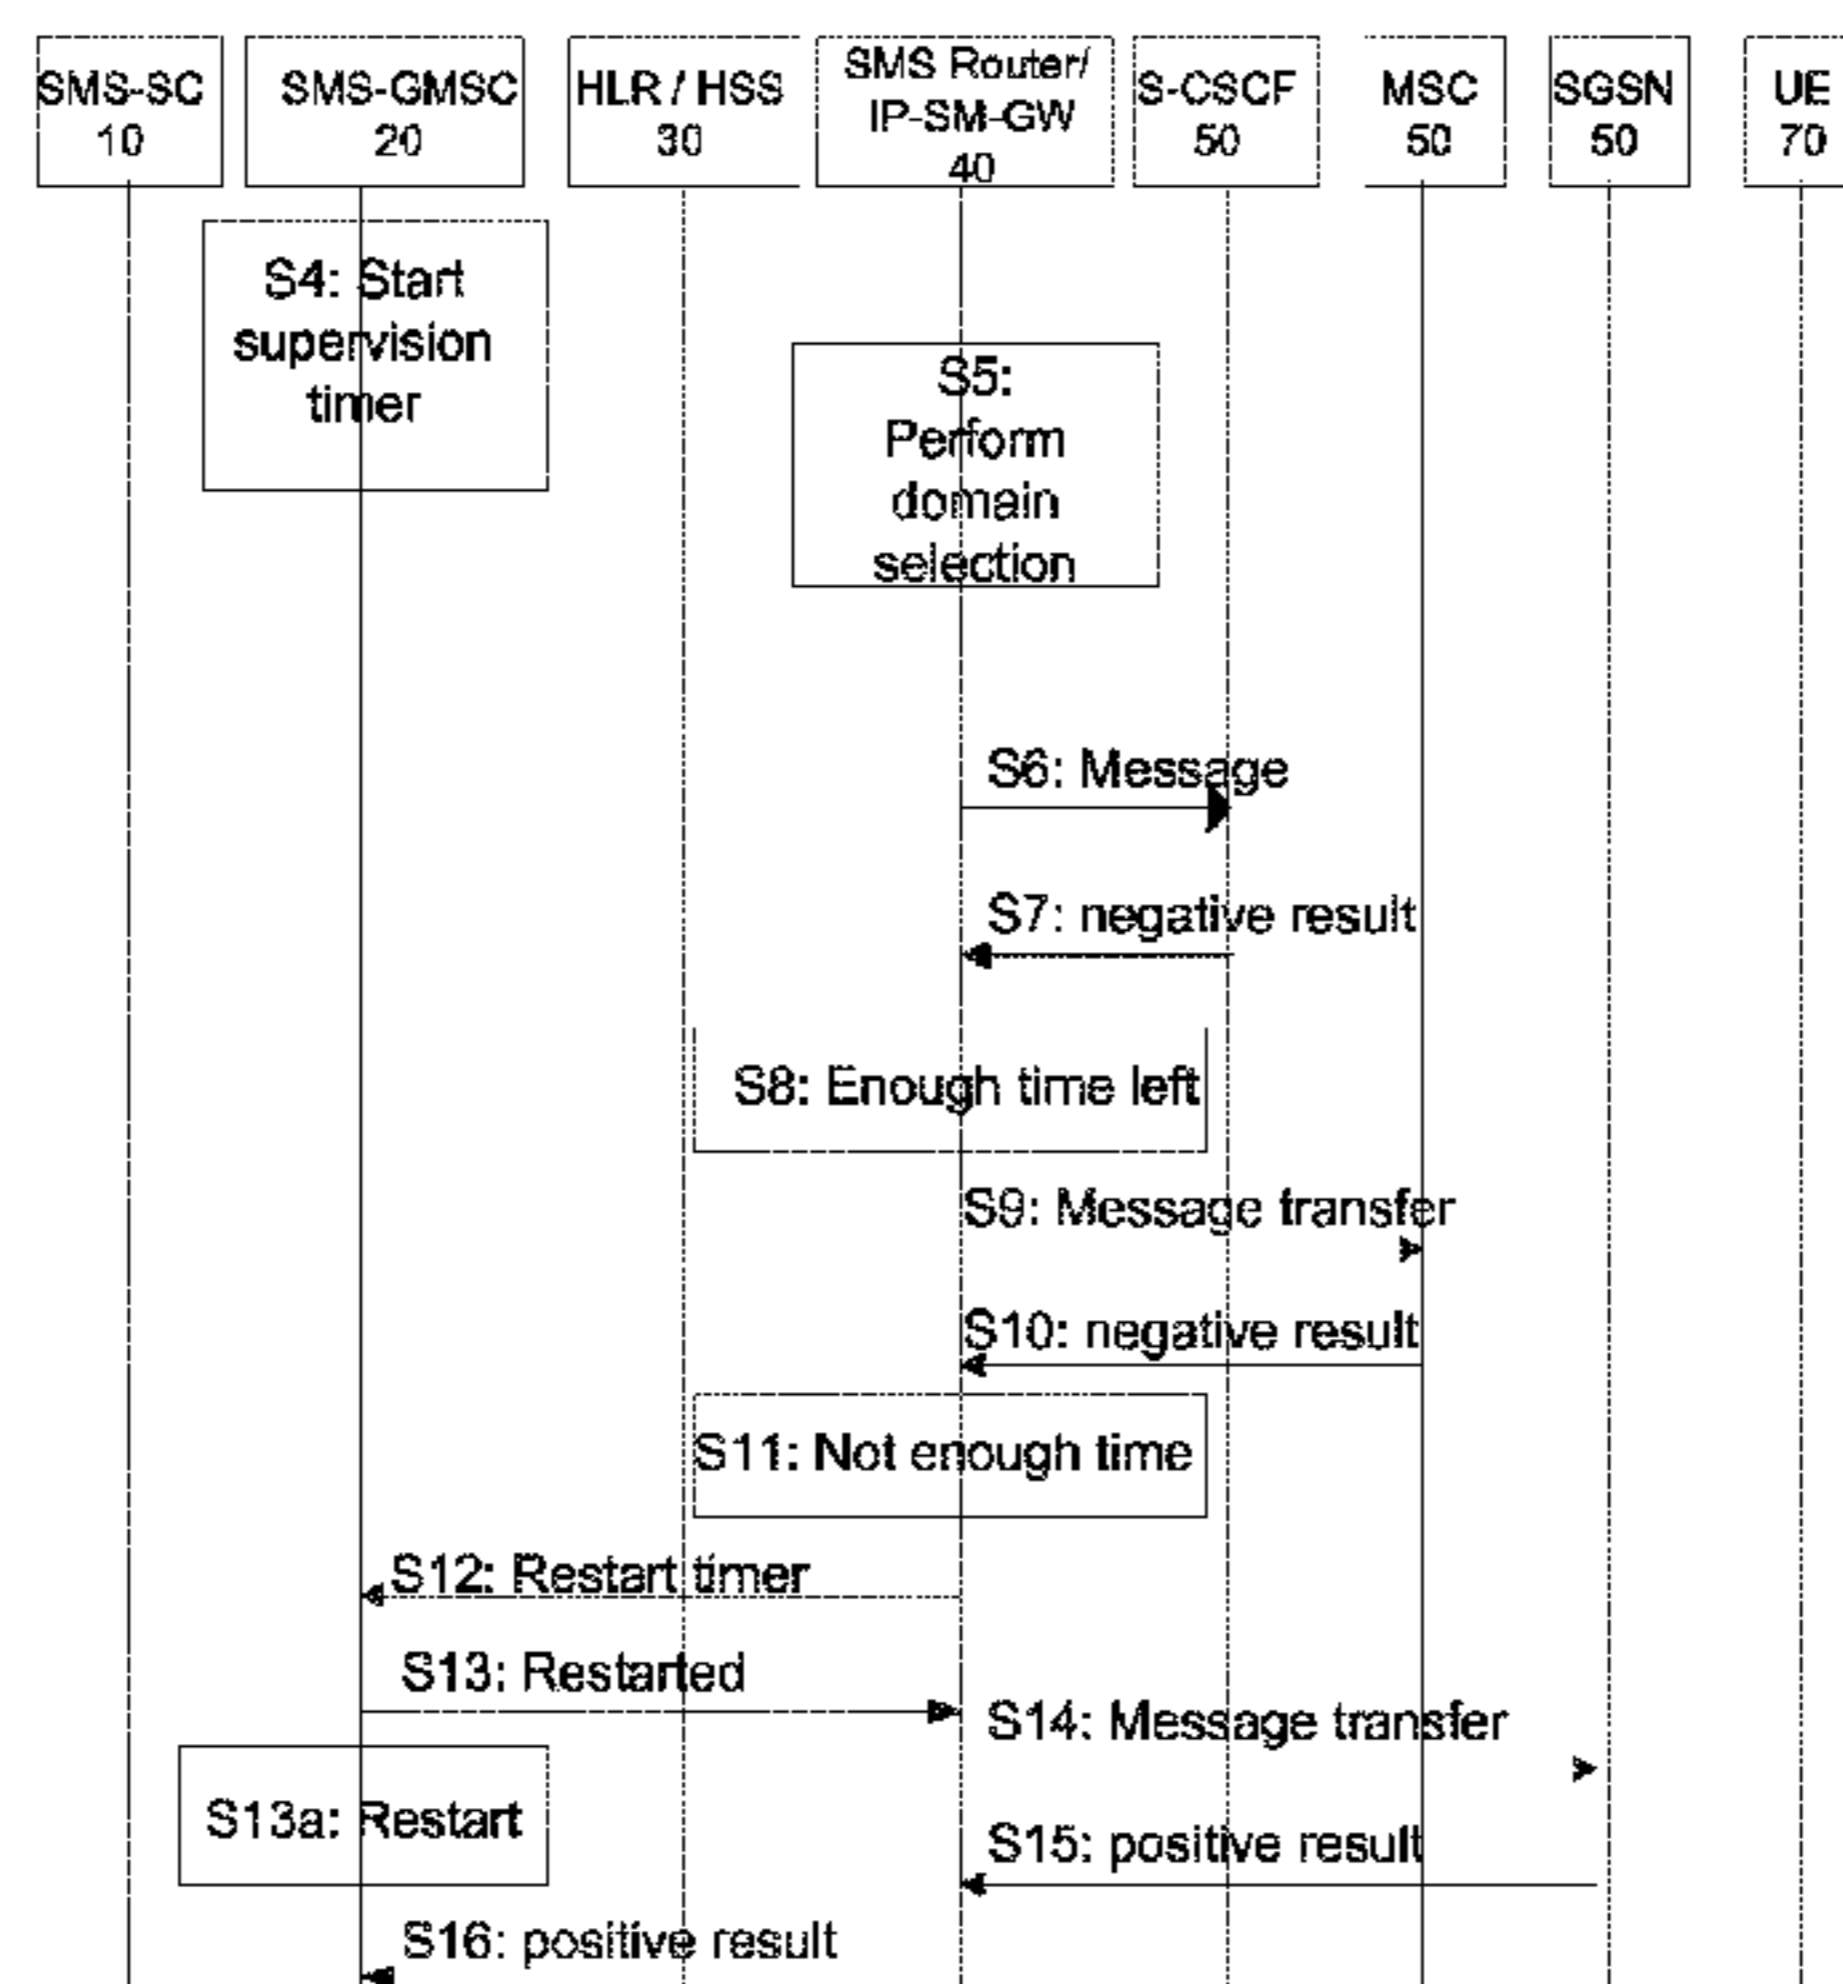 SMS-SC
10
SMS-GMSC
20
HLR / HSS
30
SMS Router/
IP-SM-GW
40
S-CSCF
50
MSC
50
SGSN
50
UE
70
S4: Start
supervision
timer
S5:
Perform
domain
selection
S6: Message
S7: negative result
S8: Enough time left
S9: Message transfer
S10: negative result
S11: Not enough time
S12: Restart timer
S13: Restarted
S14: Message transfer
S13a: Restart
S15: positive result
S16: positive result